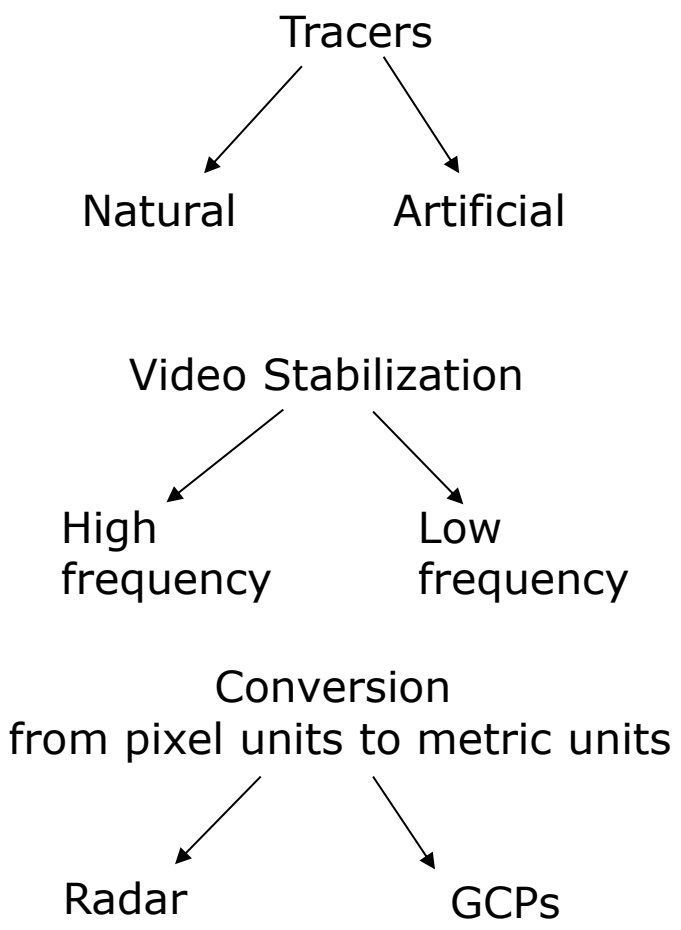 Tracers
Natural
Artificial
Video Stabilization
High
frequency
Low
frequency
Conversion
from pixel units to metric units
Radar
GCPs